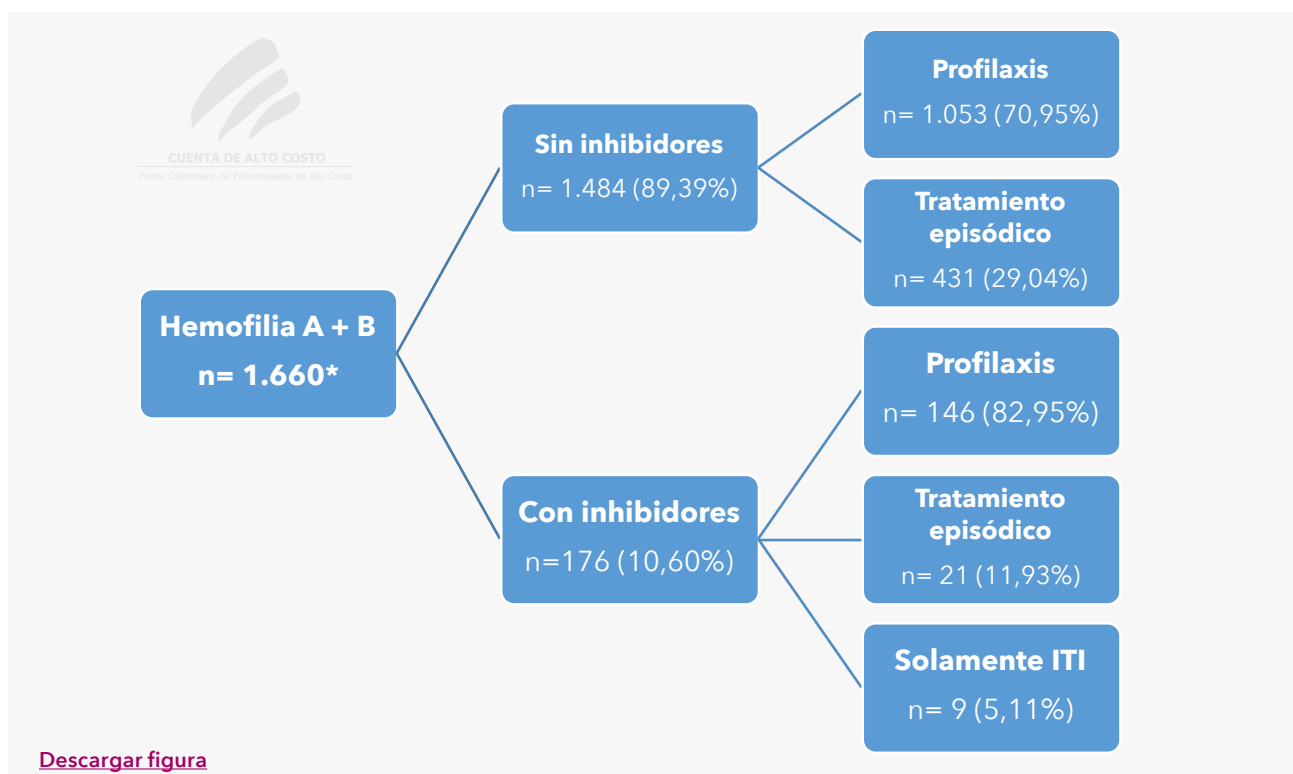 CUENTA DE ALTO COSTO
Fondo Colombiano de Enfermedades de Alto Costo
Hemofilia A + B
n= 1.660*
Sin inhibidores
n= 1.484 (89,39%)
Profilaxis
n= 1.053 (70,95%)
Tratamiento
episódico
n= 431 (29,04%)
Con inhibidores
n=176 (10,60%)
Profilaxis
n= 146 (82,95%)
Tratamiento
episódico
n= 21 (11,93%)
Solamente ITI
n= 9 (5,11%)
Descargar figura